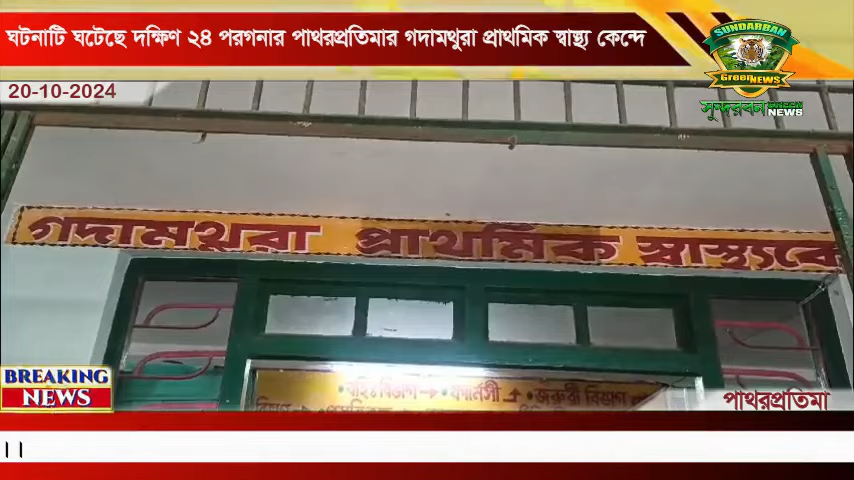 ঘটনাটি ঘটেছে দক্ষিণ ২৪ পরগনার পাথরপ্রতিমার গদামথুরা প্রাথমিক স্বাস্থ্য কেন্দে
SUNDARBAN
Green NEWS
সুন্দরবন GREEN NEWS
20-10-2024
গদামথুরা প্রাথমিক স্বাস্থ্যকে
• বহিঃ বিভাগ → • ফার্মেসী • জরুরী বিভাগ
বিভাগ
BREAKING
NEWS
পাথরপ্রতিমা
।।